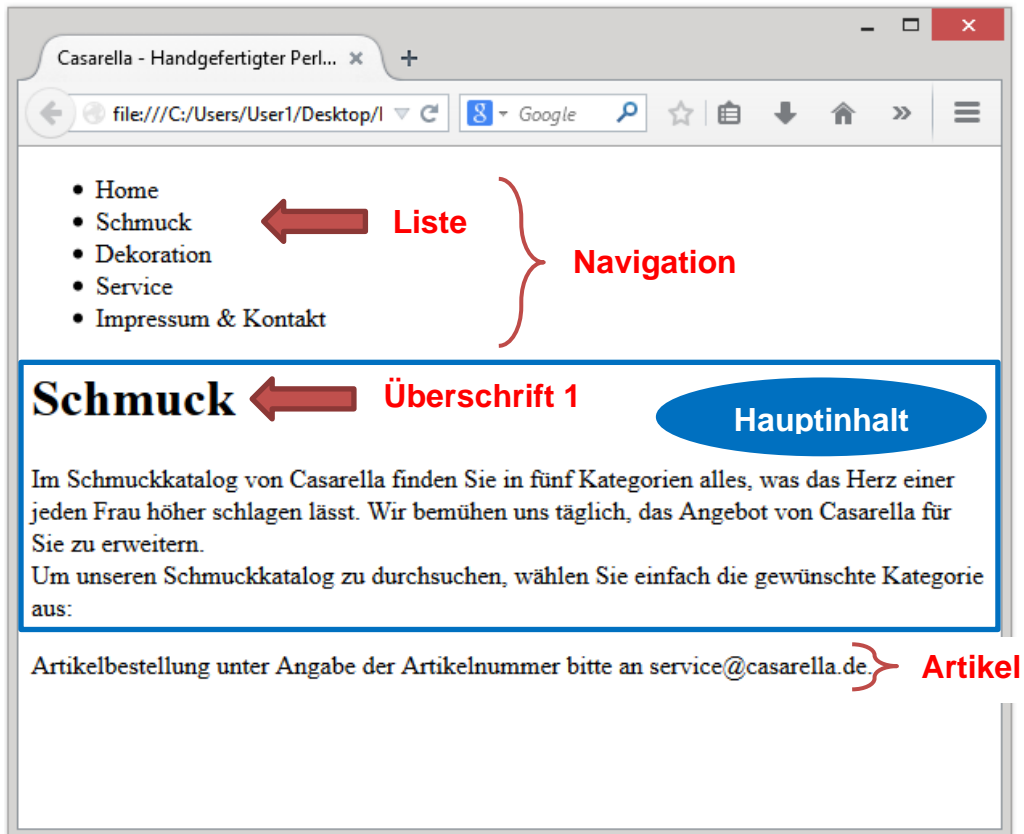 Casarella - Handgefertigter Perl...
file:///C:/Users/User1/Desktop/l
8 Google
Home
Schmuck
Liste
Dekoration
Navigation
Service
Impressum & Kontakt
Schmuck
Überschrift 1
Hauptinhalt
Im Schmuckkatalog von Casarella finden Sie in fünf Kategorien alles, was das Herz einer
jeden Frau höher schlagen lässt. Wir bemühen uns täglich, das Angebot von Casarella für
Sie zu erweitern.
Um unseren Schmuckkatalog zu durchsuchen, wählen Sie einfach die gewünschte Kategorie
aus:
Artikelbestellung unter Angabe der Artikelnummer bitte an service@casarella.de.
Artikel